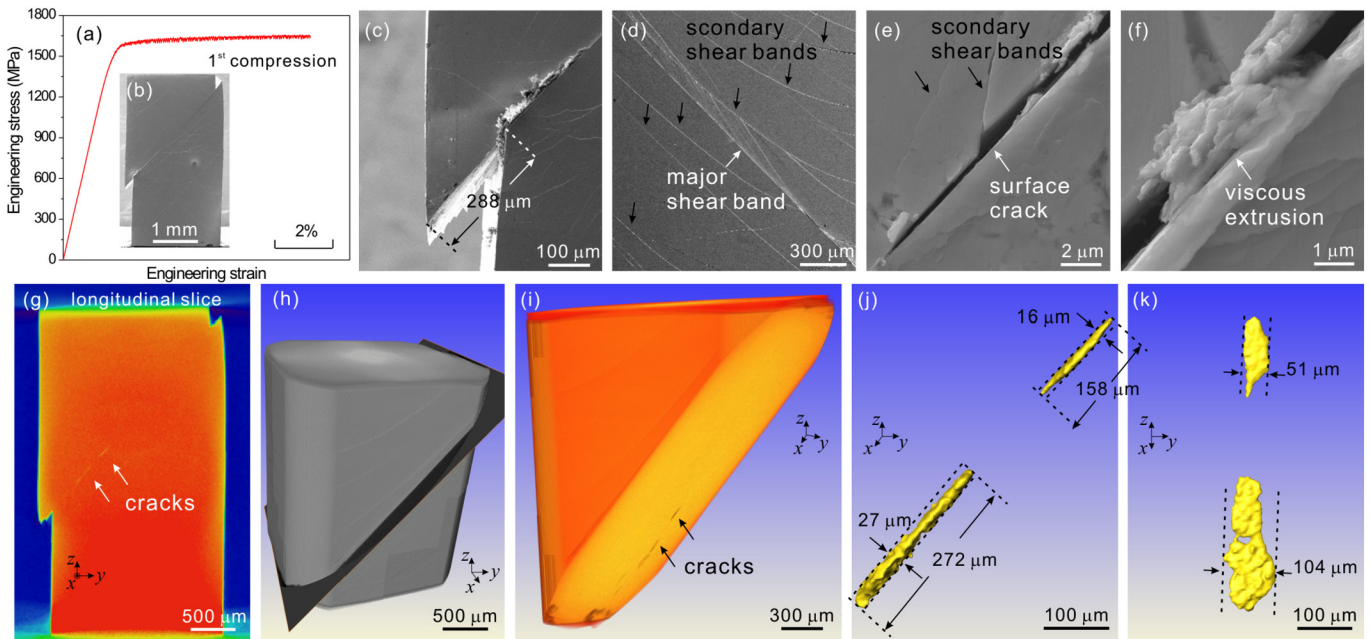 (a)
1800
1500
1200
900
600
300
0
Engineering stress (MPa)
Engineering strain
1st compression
2%
(b)
1 mm
(c)
288 μm
100 μm
(d)
scondary
shear bands
major
shear band
300 μm
(e)
scondary
shear bands
surface
crack
2 μm
(f)
viscous
extrusion
1 μm
(g)
longitudinal slice
cracks
z
x
y
500 μm
(h)
z
x
y
500 μm
(i)
z
x
y
cracks
300 μm
(j)
16 μm
158 μm
z
x
y
27 μm
272 μm
100 μm
(k)
51 μm
z
x
y
104 μm
100 μm